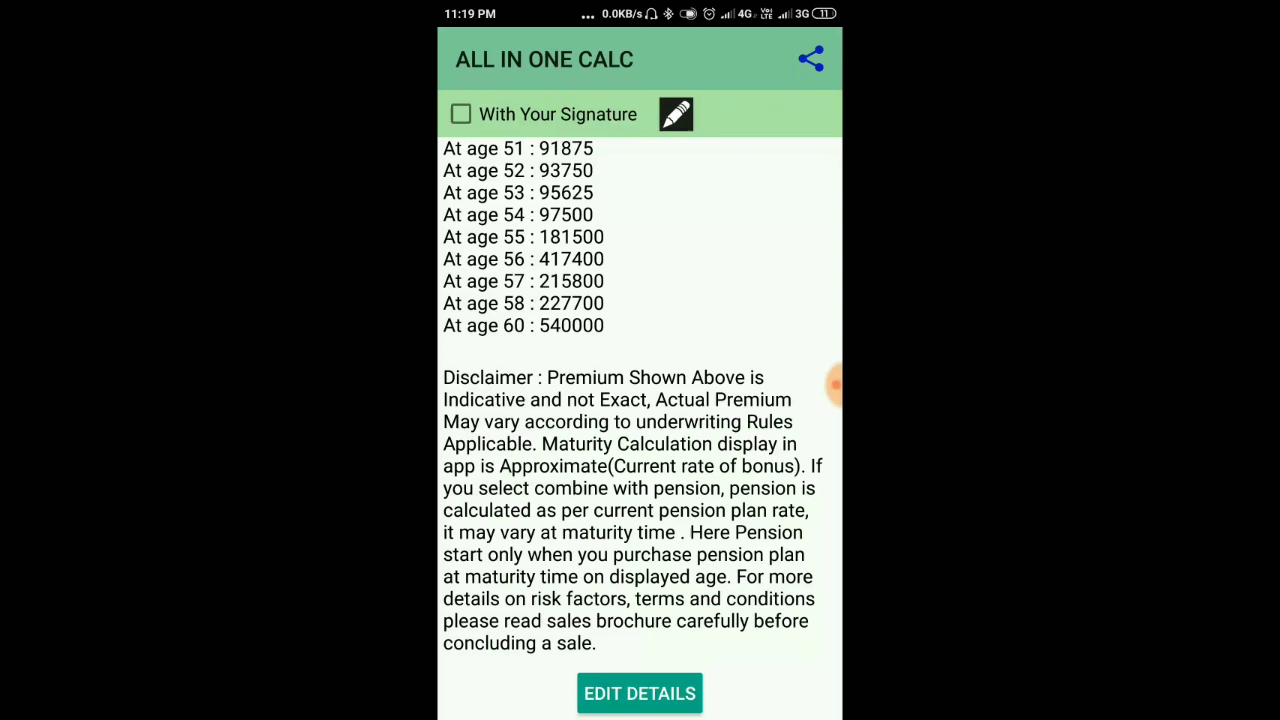 11:19 PM ... 0.0KB/s 4G Vo) LTE 3G 11
ALL IN ONE CALC
With Your Signature
At age 51 : 91875
At age 52 : 93750
At age 53 : 95625
At age 54 : 97500
At age 55 : 181500
At age 56 : 417400
At age 57 : 215800
At age 58 : 227700
At age 60 : 540000
Disclaimer : Premium Shown Above is
Indicative and not Exact, Actual Premium
May vary according to underwriting Rules
Applicable. Maturity Calculation display in
app is Approximate(Current rate of bonus). If
you select combine with pension, pension is
calculated as per current pension plan rate,
it may vary at maturity time . Here Pension
start only when you purchase pension plan
at maturity time on displayed age. For more
details on risk factors, terms and conditions
please read sales brochure carefully before
concluding a sale.
EDIT DETAILS